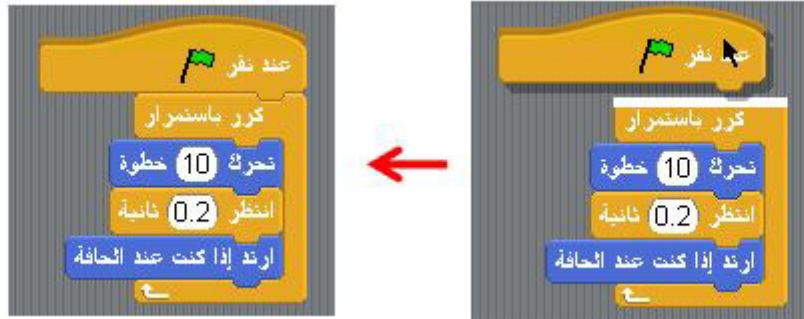 عند نقر
كرر باستمرار
تحرك 10 خطوة
انتظر 0.2 ثانية
ارتد إذا كنت عند الحافة
عند نقر
كرر باستمرار
تحرك 10 خطوة
انتظر 0.2 ثانية
ارتد إذا كنت عند الحافة